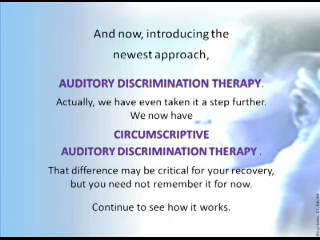 And now, introducing the
newest approach,
AUDITORY DISCRIMINATION THERAPY.
Actually, we have even taken it a step further.
We now have
CIRCUMSCRIPTIVE
AUDITORY DISCRIMINATION THERAPY .
That difference may be critical for your recovery,
but you need not remember it for now.
Continue to see how it works.